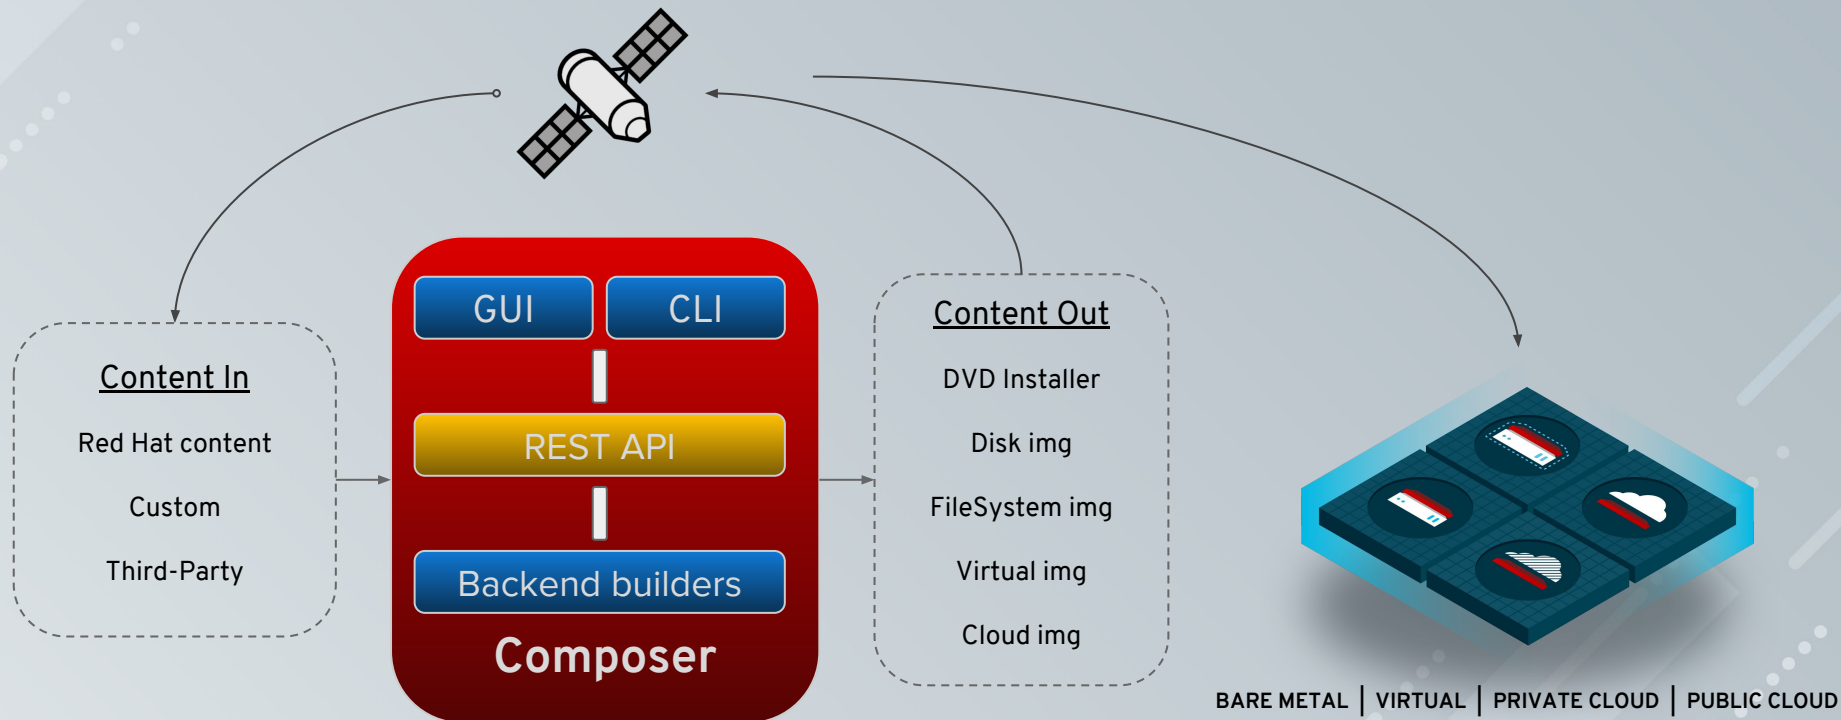 Content In
Red Hat content
Custom
Third-Party
GUI
CLI
REST API
Backend builders
Composer
Content Out
DVD Installer
Disk img
FileSystem img
Virtual img
Cloud img
BARE METAL | VIRTUAL | PRIVATE CLOUD | PUBLIC CLOUD